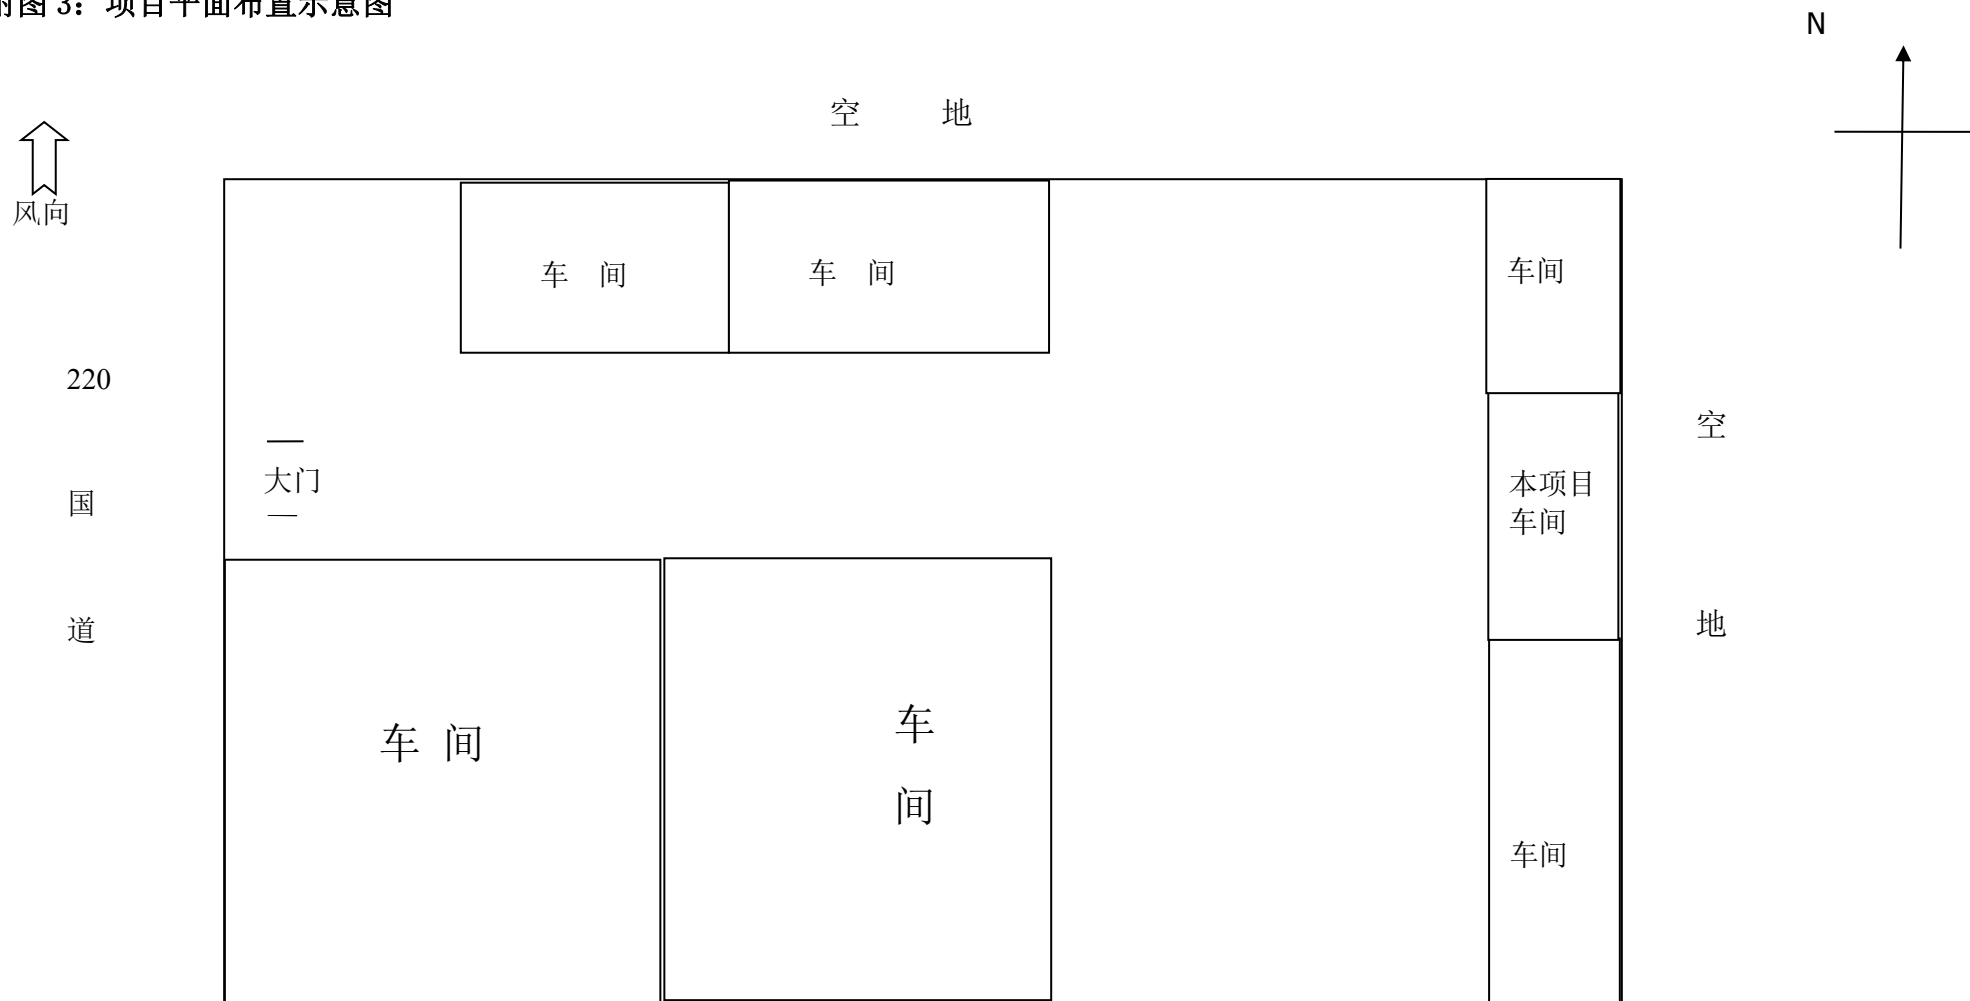 附图 3：项目平面布置示意图
N
空 地
风向
车 间
车 间
车间
220
国
道
大门
本项目
车间
空
地
车 间
车
间
车间